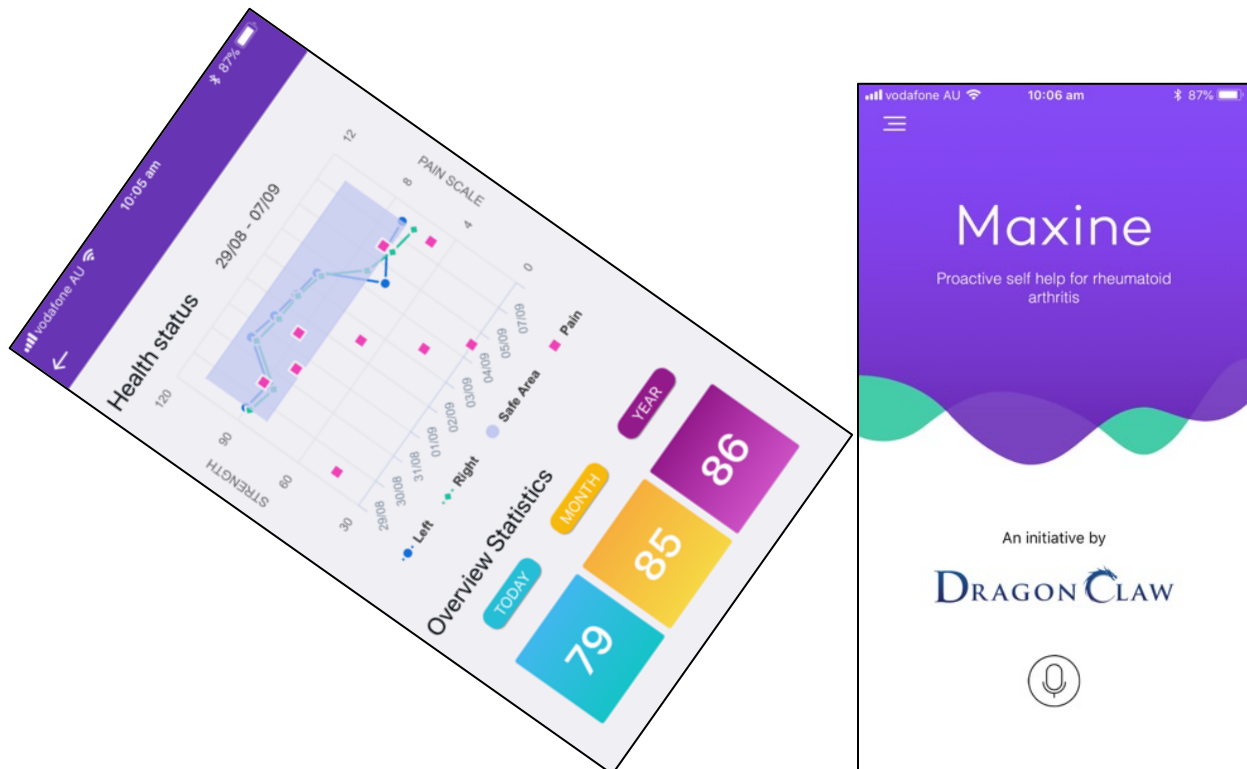 vodafone AU
10:05 am
87%
Health status
29/08 - 07/09
120
90
60
30
STRENGTH
12
8
4
0
PAIN SCALE
29/08
30/08
31/08
01/09
02/09
03/09
04/09
05/09
07/09
Left
Right
Safe Area
Pain
Overview Statistics
TODAY
MONTH
YEAR
79
85
86
vodafone AU
10:06 am
87%
Maxine
Proactive self help for rheumatoid
arthritis
An initiative by
DRAGON CLAW